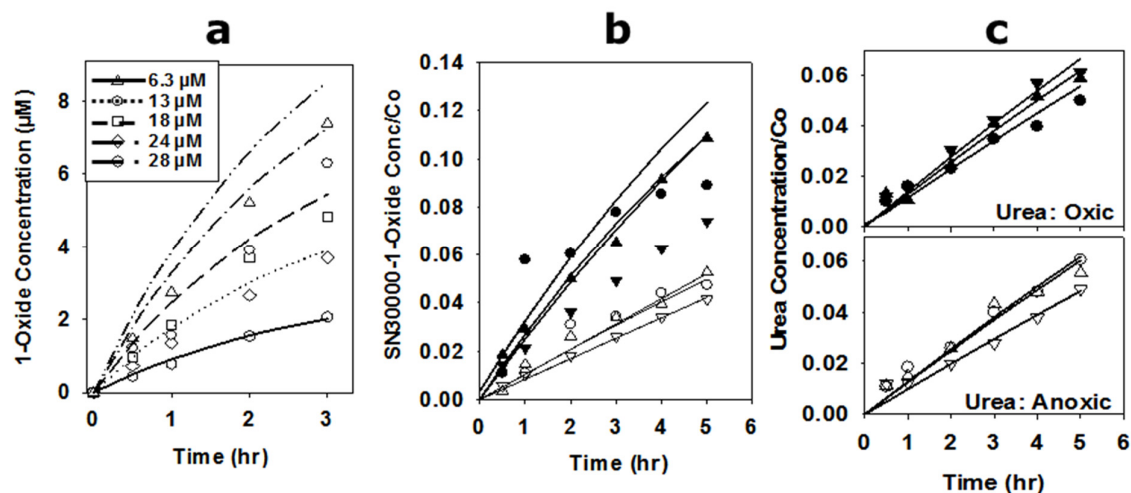 a
b
c
1-Oxide Concentration (µM)
8
6
4
2
0
6.3 µM
13 µM
18 µM
24 µM
28 µM
0
1
2
3
Time (hr)
SN30000-1-Oxide Conc/Co
0.14
0.12
0.10
0.08
0.06
0.04
0.02
0.00
0 1 2 3 4 5 6
Time (hr)
Urea Concentration/Co
0.06
0.04
0.02
0.00
Urea: Oxic
0.06
0.04
0.02
0.00
Urea: Anoxic
0 1 2 3 4 5 6
Time (hr)